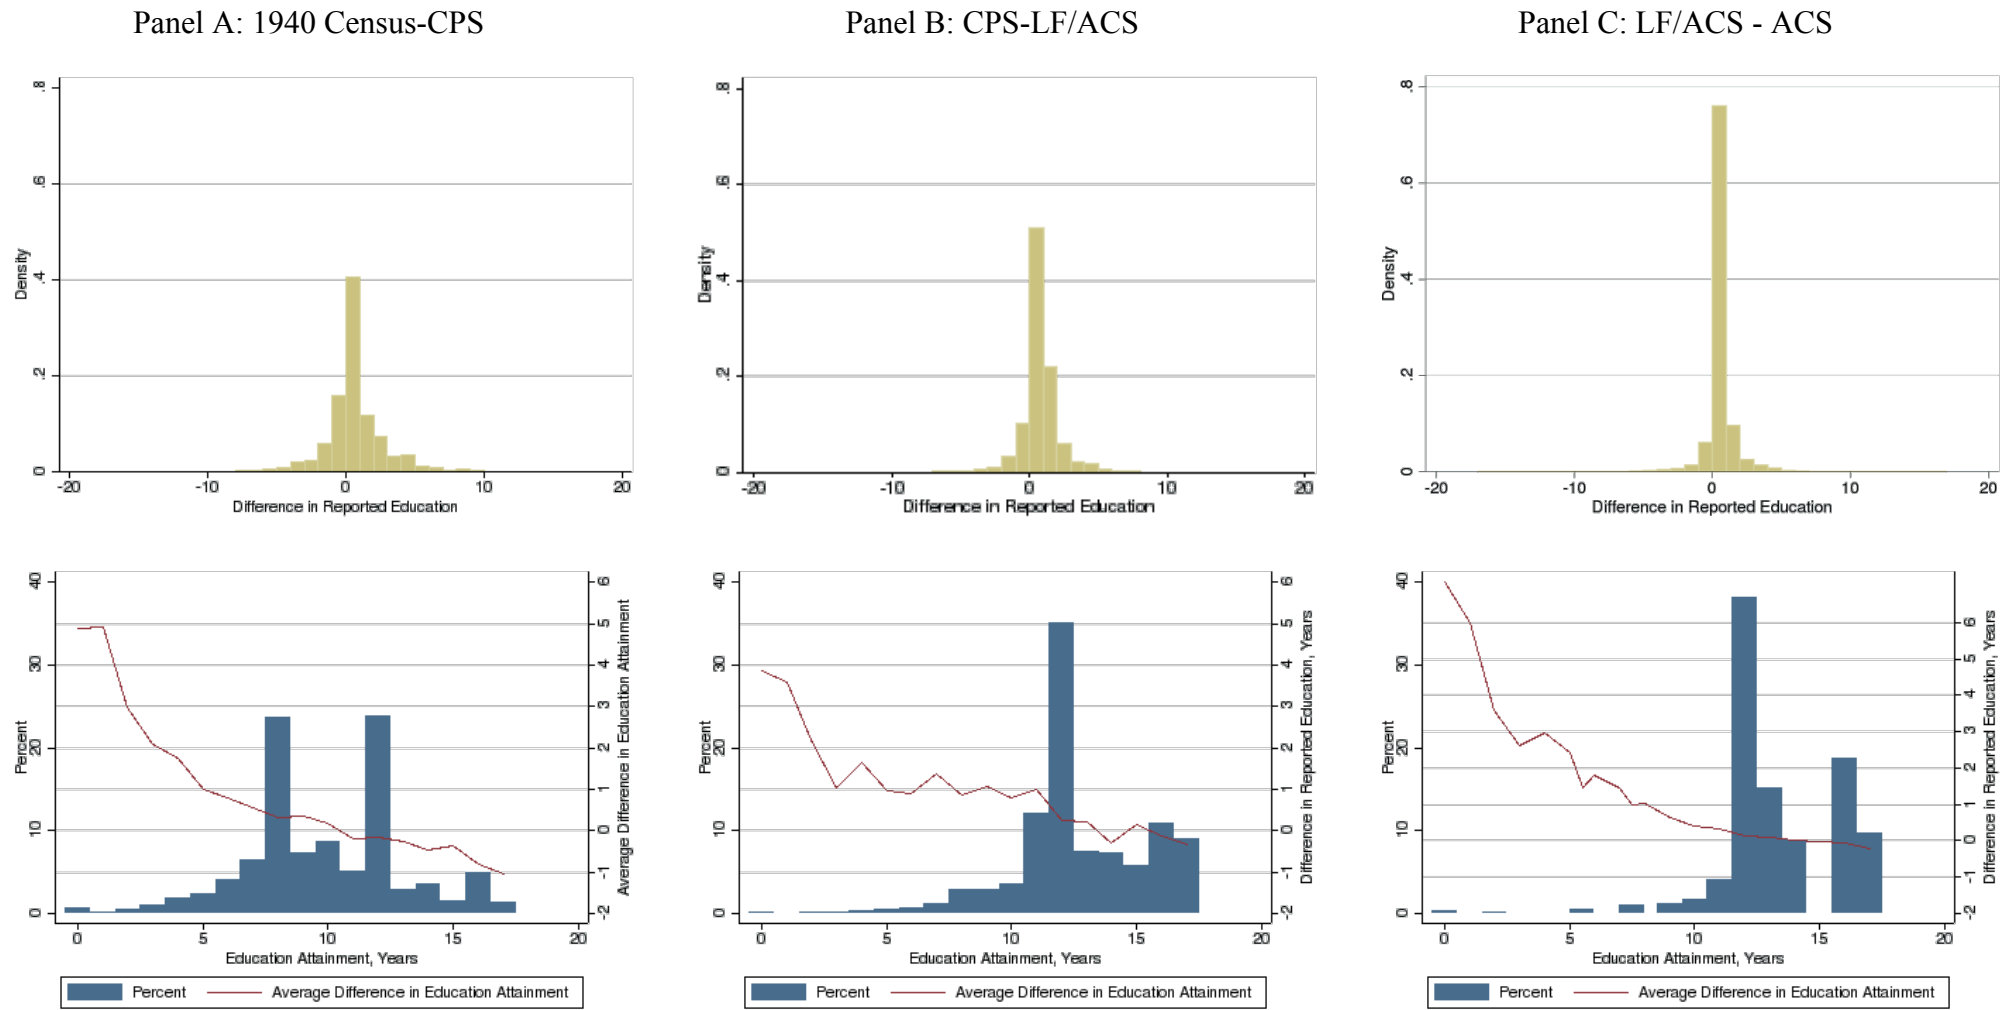 Panel A: 1940 Census-CPS
Panel B: CPS-LF/ACS
Panel C: LF/ACS - ACS
Density
0 .2 .4 .6 .8
-20 -10 0 10 20
Difference in Reported Education
Density
0 .2 .4 .6 .8
-20 -10 0 10 20
Difference in Reported Education
Density
0 .2 .4 .6 .8
-20 -10 0 10 20
Difference in Reported Education
Percent
0 10 20 30 40
-2 -1 0 1 2 3 4 5 6
Average Difference in Education Attainment
0 5 10 15 20
Education Attainment, Years
Percent
Average Difference in Education Attainment
Percent
0 10 20 30 40
-2 -1 0 1 2 3 4 5 6
Difference in Reported Education, Years
0 5 10 15 20
Education Attainment, Years
Percent
Average Difference in Education Attainment
Percent
0 10 20 30 40
-2 -1 0 1 2 3 4 5 6
Difference in Reported Education, Years
0 5 10 15 20
Education Attainment, Years
Percent
Average Difference in Education Attainment